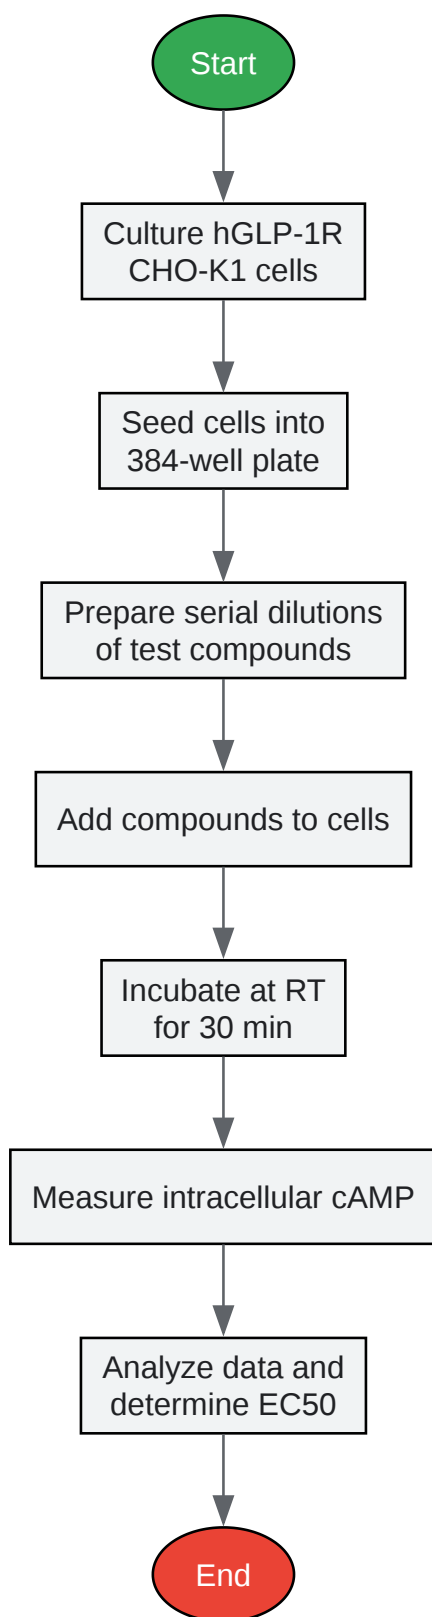 Start
Culture hGLP-1R
CHO-K1 cells
Seed cells into
384-well plate
Prepare serial dilutions
of test compounds
Add compounds to cells
Incubate at RT
for 30 min
Measure intracellular cAMP
Analyze data and
determine EC50
End